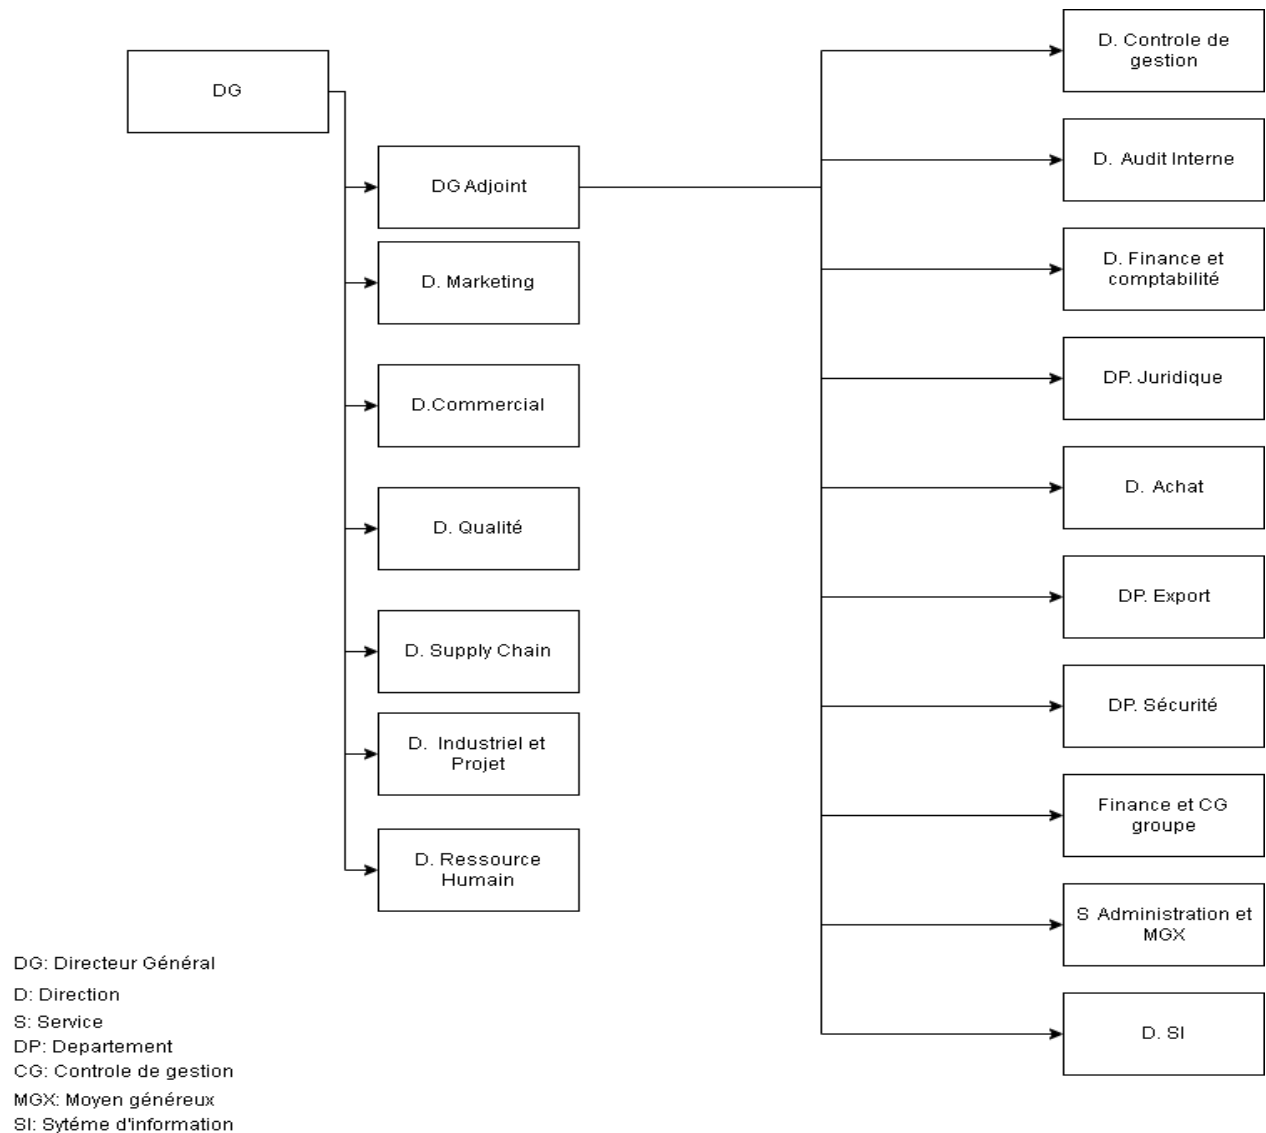 DG
DG Adjoint
D. Marketing
D.Commercial
D. Qualité
D. Supply Chain
D. Industriel et
Projet
D. Ressource
Humain
D. Controle de
gestion
D. Audit Interne
D. Finance et
comptabilité
DP. Juridique
D. Achat
DP. Export
DP. Sécurité
Finance et CG
groupe
S Administration et
MGX
D. SI
DG: Directeur Général
D: Direction
S: Service
DP: Departement
CG: Controle de gestion
MGX: Moyen généreux
SI: Sytéme d'information